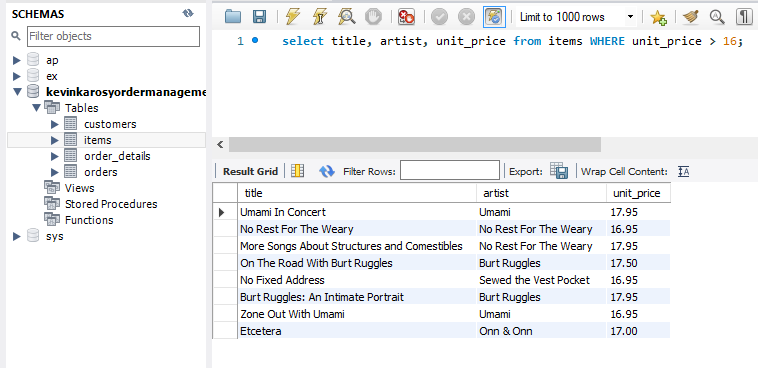 SCHEMAS
Filter objects
ap
ex
kevinkarosyordermanageme
Tables
customers
items
order_details
orders
Views
Stored Procedures
Functions
sys
Limit to 1000 rows
1 select title, artist, unit_price from items WHERE unit_price > 16;
Result Grid Filter Rows: Export: Wrap Cell Content:
title artist unit_price
Umami In Concert Umami 17.95
No Rest For The Weary No Rest For The Weary 16.95
More Songs About Structures and Comestibles No Rest For The Weary 17.95
On The Road With Burt Ruggles Burt Ruggles 17.50
No Fixed Address Sewed the Vest Pocket 16.95
Burt Ruggles: An Intimate Portrait Burt Ruggles 17.95
Zone Out With Umami Umami 16.95
Etcetera Onn & Onn 17.00